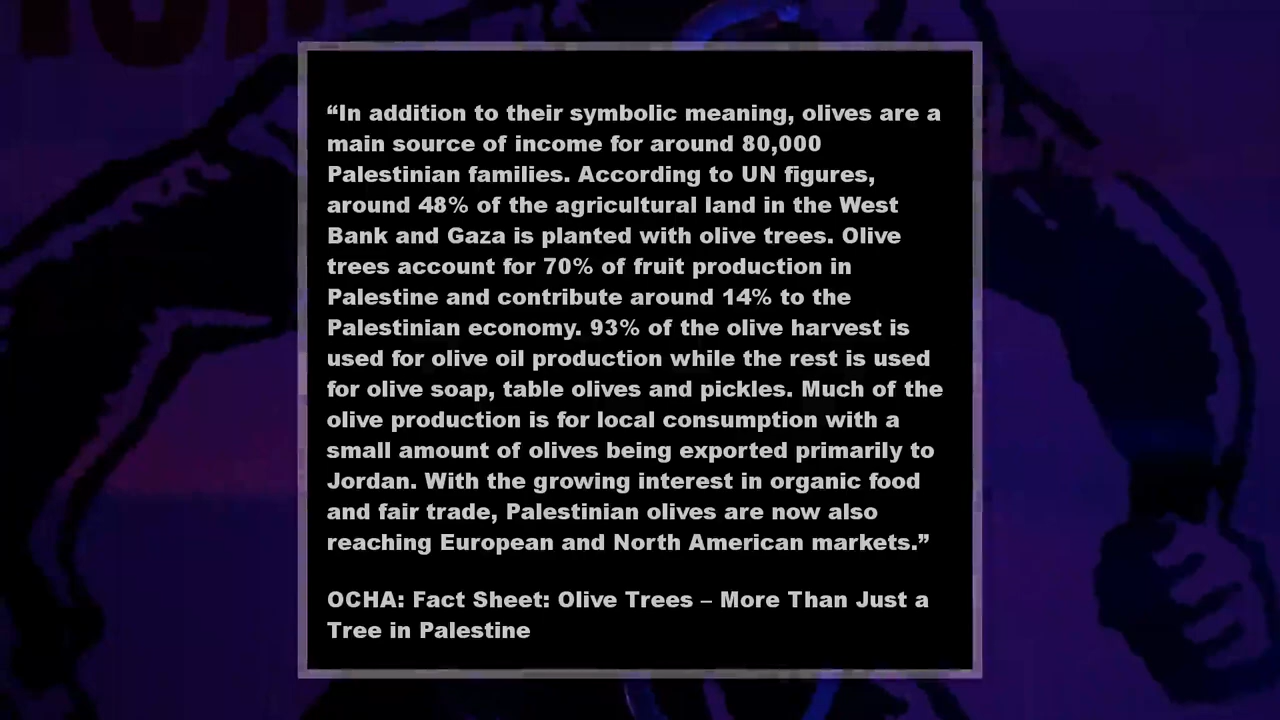 “In addition to their symbolic meaning, olives are a
main source of income for around 80,000
Palestinian families. According to UN figures,
around 48% of the agricultural land in the West
Bank and Gaza is planted with olive trees. Olive
trees account for 70% of fruit production in
Palestine and contribute around 14% to the
Palestinian economy. 93% of the olive harvest is
used for olive oil production while the rest is used
for olive soap, table olives and pickles. Much of the
olive production is for local consumption with a
small amount of olives being exported primarily to
Jordan. With the growing interest in organic food
and fair trade, Palestinian olives are now also
reaching European and North American markets.”
OCHA: Fact Sheet: Olive Trees – More Than Just a
Tree in Palestine